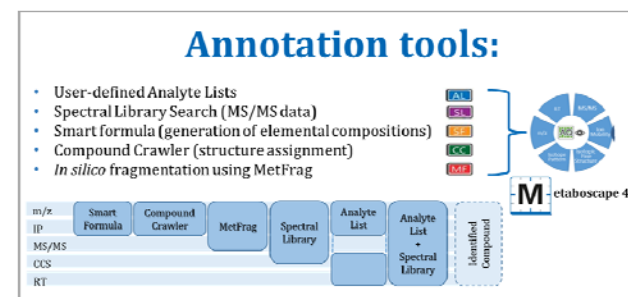 Annotation tools:
• User-defined Analyte Lists
AL
• Spectral Library Search (MS/MS data)
SL
• Smart formula (generation of elemental compositions)
SF
• Compound Crawler (structure assignment)
CC
• In silico fragmentation using MetFrag
MF
MS/MS
M etaboscape 4
m/z
IP
MS/MS
CCS
RT
Smart
Formula
Compound
Crawler
MetFrag
Spectral
Library
Analyte
List
Analyte
List
+
Spectral
Library
Identified
Compound